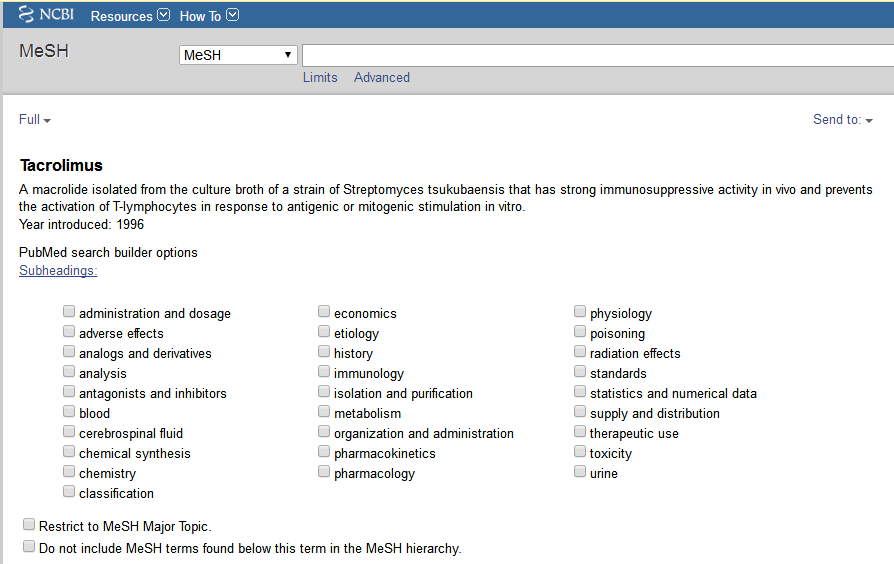 NCBI Resources How To
MeSH
MeSH
Limits Advanced
Full
Send to:
Tacrolimus
A macrolide isolated from the culture broth of a strain of Streptomyces tsukubaensis that has strong immunosuppressive activity in vivo and prevents
the activation of T-lymphocytes in response to antigenic or mitogenic stimulation in vitro.
Year introduced: 1996
PubMed search builder options
Subheadings:
administration and dosage
adverse effects
analogs and derivatives
analysis
antagonists and inhibitors
blood
cerebrospinal fluid
chemical synthesis
chemistry
classification
economics
etiology
history
immunology
isolation and purification
metabolism
organization and administration
pharmacokinetics
pharmacology
physiology
poisoning
radiation effects
standards
statistics and numerical data
supply and distribution
therapeutic use
toxicity
urine
Restrict to MeSH Major Topic.
Do not include MeSH terms found below this term in the MeSH hierarchy.